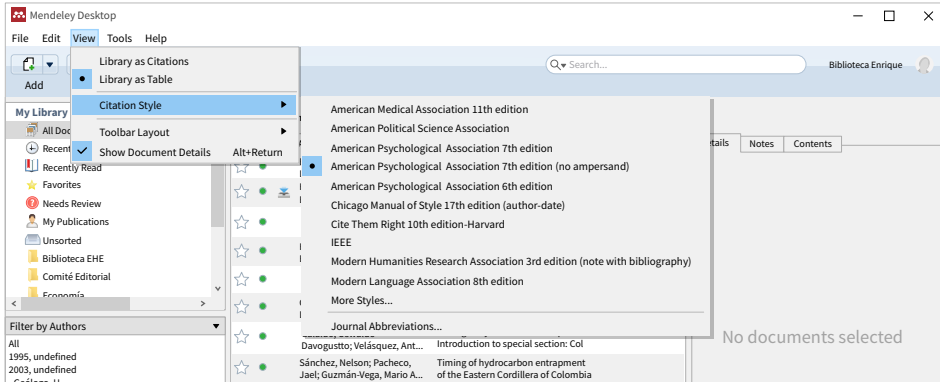 Mendeley Desktop
File Edit View Tools Help
Add
Search...
Biblioteca Enrique
Library as Citations
Library as Table
Citation Style
Toolbar Layout
Show Document Details Alt+Return
American Medical Association 11th edition
American Political Science Association
American Psychological Association 7th edition
American Psychological Association 7th edition (no ampersand)
American Psychological Association 6th edition
Chicago Manual of Style 17th edition (author-date)
Cite Them Right 10th edition-Harvard
IEEE
Modern Humanities Research Association 3rd edition (note with bibliography)
Modern Language Association 8th edition
More Styles...
Journal Abbreviations...
My Library
All Doc
Recent
Recently Read
Favorites
Needs Review
My Publications
Unsorted
Biblioteca EHE
Comité Editorial
Economía
Filter by Authors
All
1995, undefined
2003, undefined
tails Notes Contents
No documents selected
Davogustto; Velásquez, Ant... Introduction to special section: Col
Sánchez, Nelson; Pacheco, Timing of hydrocarbon entrapment
Jael; Guzmán-Vega, Mario A... of the Eastern Cordillera of Colombia